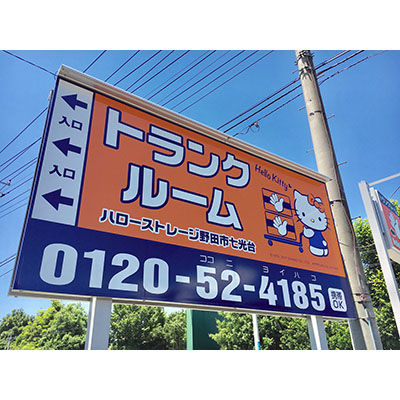 入口
入口
トランク
ルーム
Hello Kitty
ハローストレージ野田市七光台
ココ ニ ヨイハコ
0120-52-4185
携帯
OK